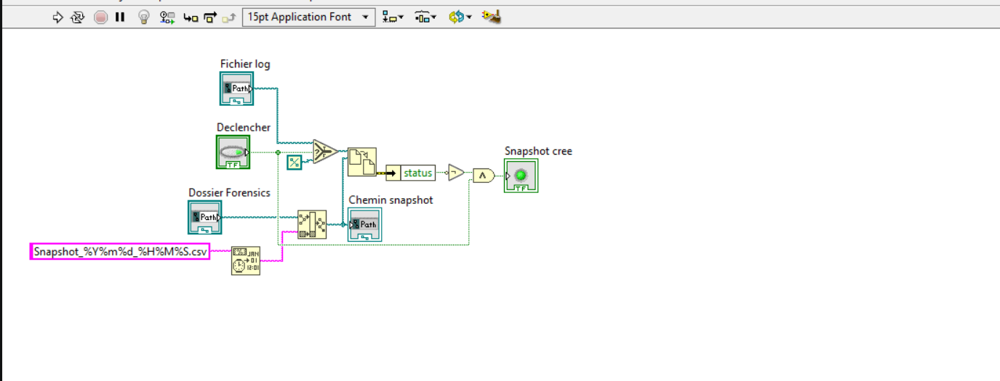 15pt Application Font
Fichier log
Path
Declencher
TF
T
?
F
Snapshot cree
status
TF
Dossier Forensics
Path
Chemin snapshot
Path
Snapshot_%Y%m%d_%H%M%S.csv
JAN
01
12:01